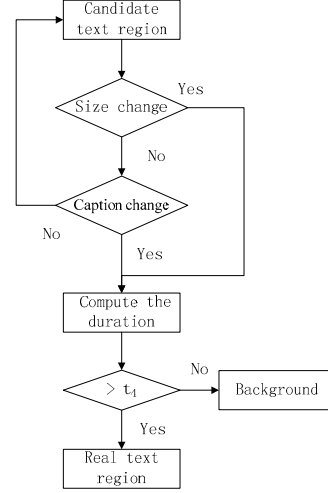 Candidate
text region
Size change
Yes
No
Caption change
No
Yes
Compute the
duration
> t4
No
Background
Yes
Real text
region